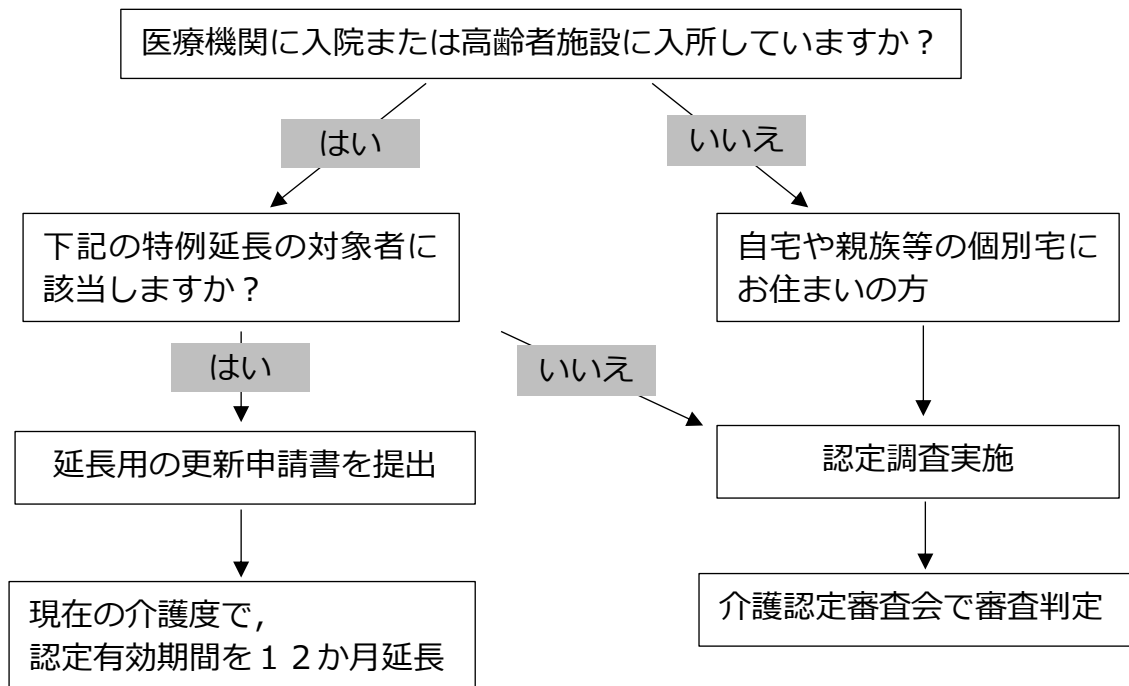 医療機関に入院または高齢者施設に入所していますか？
はい
いいえ
下記の特例延長の対象者に
該当しますか？
自宅や親族等の個別宅に
お住まいの方
はい
いいえ
延長用の更新申請書を提出
認定調査実施
現在の介護度で，
認定有効期間を１２か月延長
介護認定審査会で審査判定